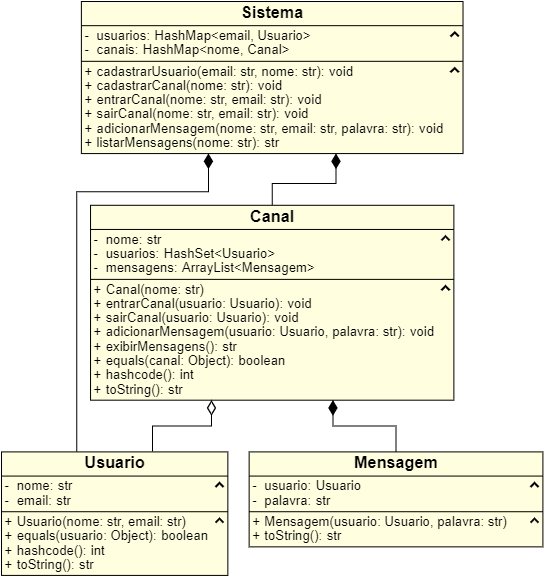 Sistema
- usuarios: HashMap<email, Usuario>
- canais: HashMap<nome, Canal>
+ cadastrarUsuario(email: str, nome: str): void
+ cadastrarCanal(nome: str): void
+ entrarCanal(nome: str, email: str): void
+ sairCanal(nome: str, email: str): void
+ adicionarMensagem(nome: str, email: str, palavra: str): void
+ listarMensagens(nome: str): str
Canal
- nome: str
- usuarios: HashSet<Usuario>
- mensagens: ArrayList<Mensagem>
+ Canal(nome: str)
+ entrarCanal(usuario: Usuario): void
+ sairCanal(usuario: Usuario): void
+ adicionarMensagem(usuario: Usuario, palavra: str): void
+ exibirMensagens(): str
+ equals(canal: Object): boolean
+ hashcode(): int
+ toString(): str
Usuario
- nome: str
- email: str
+ Usuario(nome: str, email: str)
+ equals(usuario: Object): boolean
+ hashcode(): int
+ toString(): str
Mensagem
- usuario: Usuario
- palavra: str
+ Mensagem(usuario: Usuario, palavra: str)
+ toString(): str